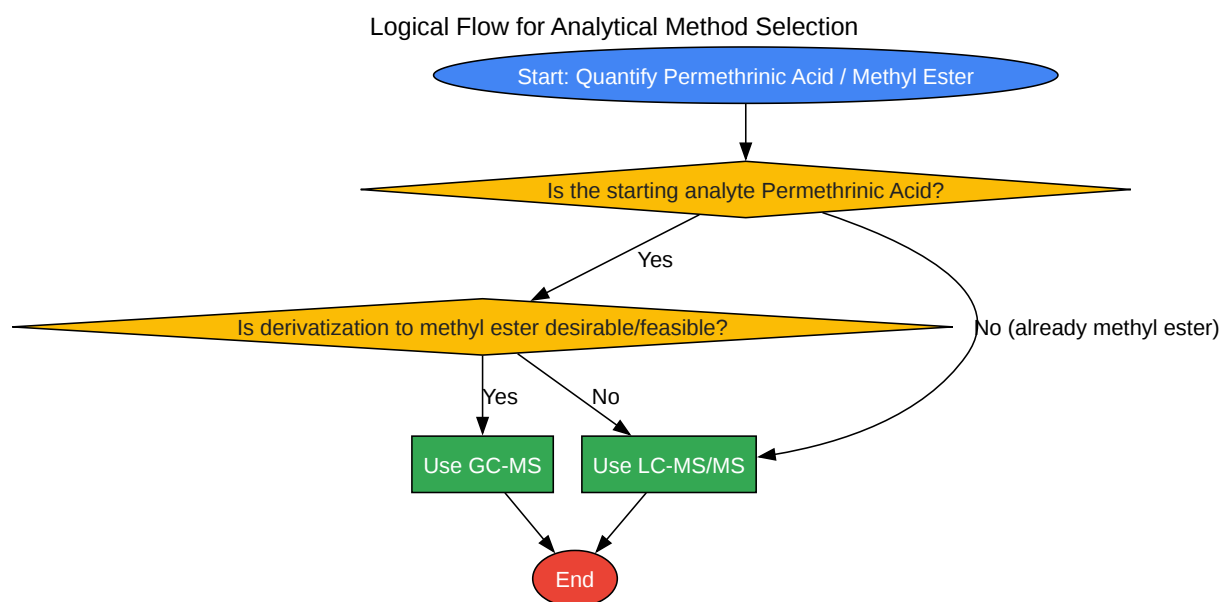 Logical Flow for Analytical Method Selection
Start: Quantify Permethrinic Acid / Methyl Ester
Is the starting analyte Permethrinic Acid?
Yes
Is derivatization to methyl ester desirable/feasible?
No (already methyl ester)
Yes
No
Use GC-MS
Use LC-MS/MS
End